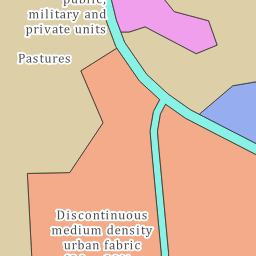 public,
military and
private units
Pastures
Discontinuous
medium density
urban fabric